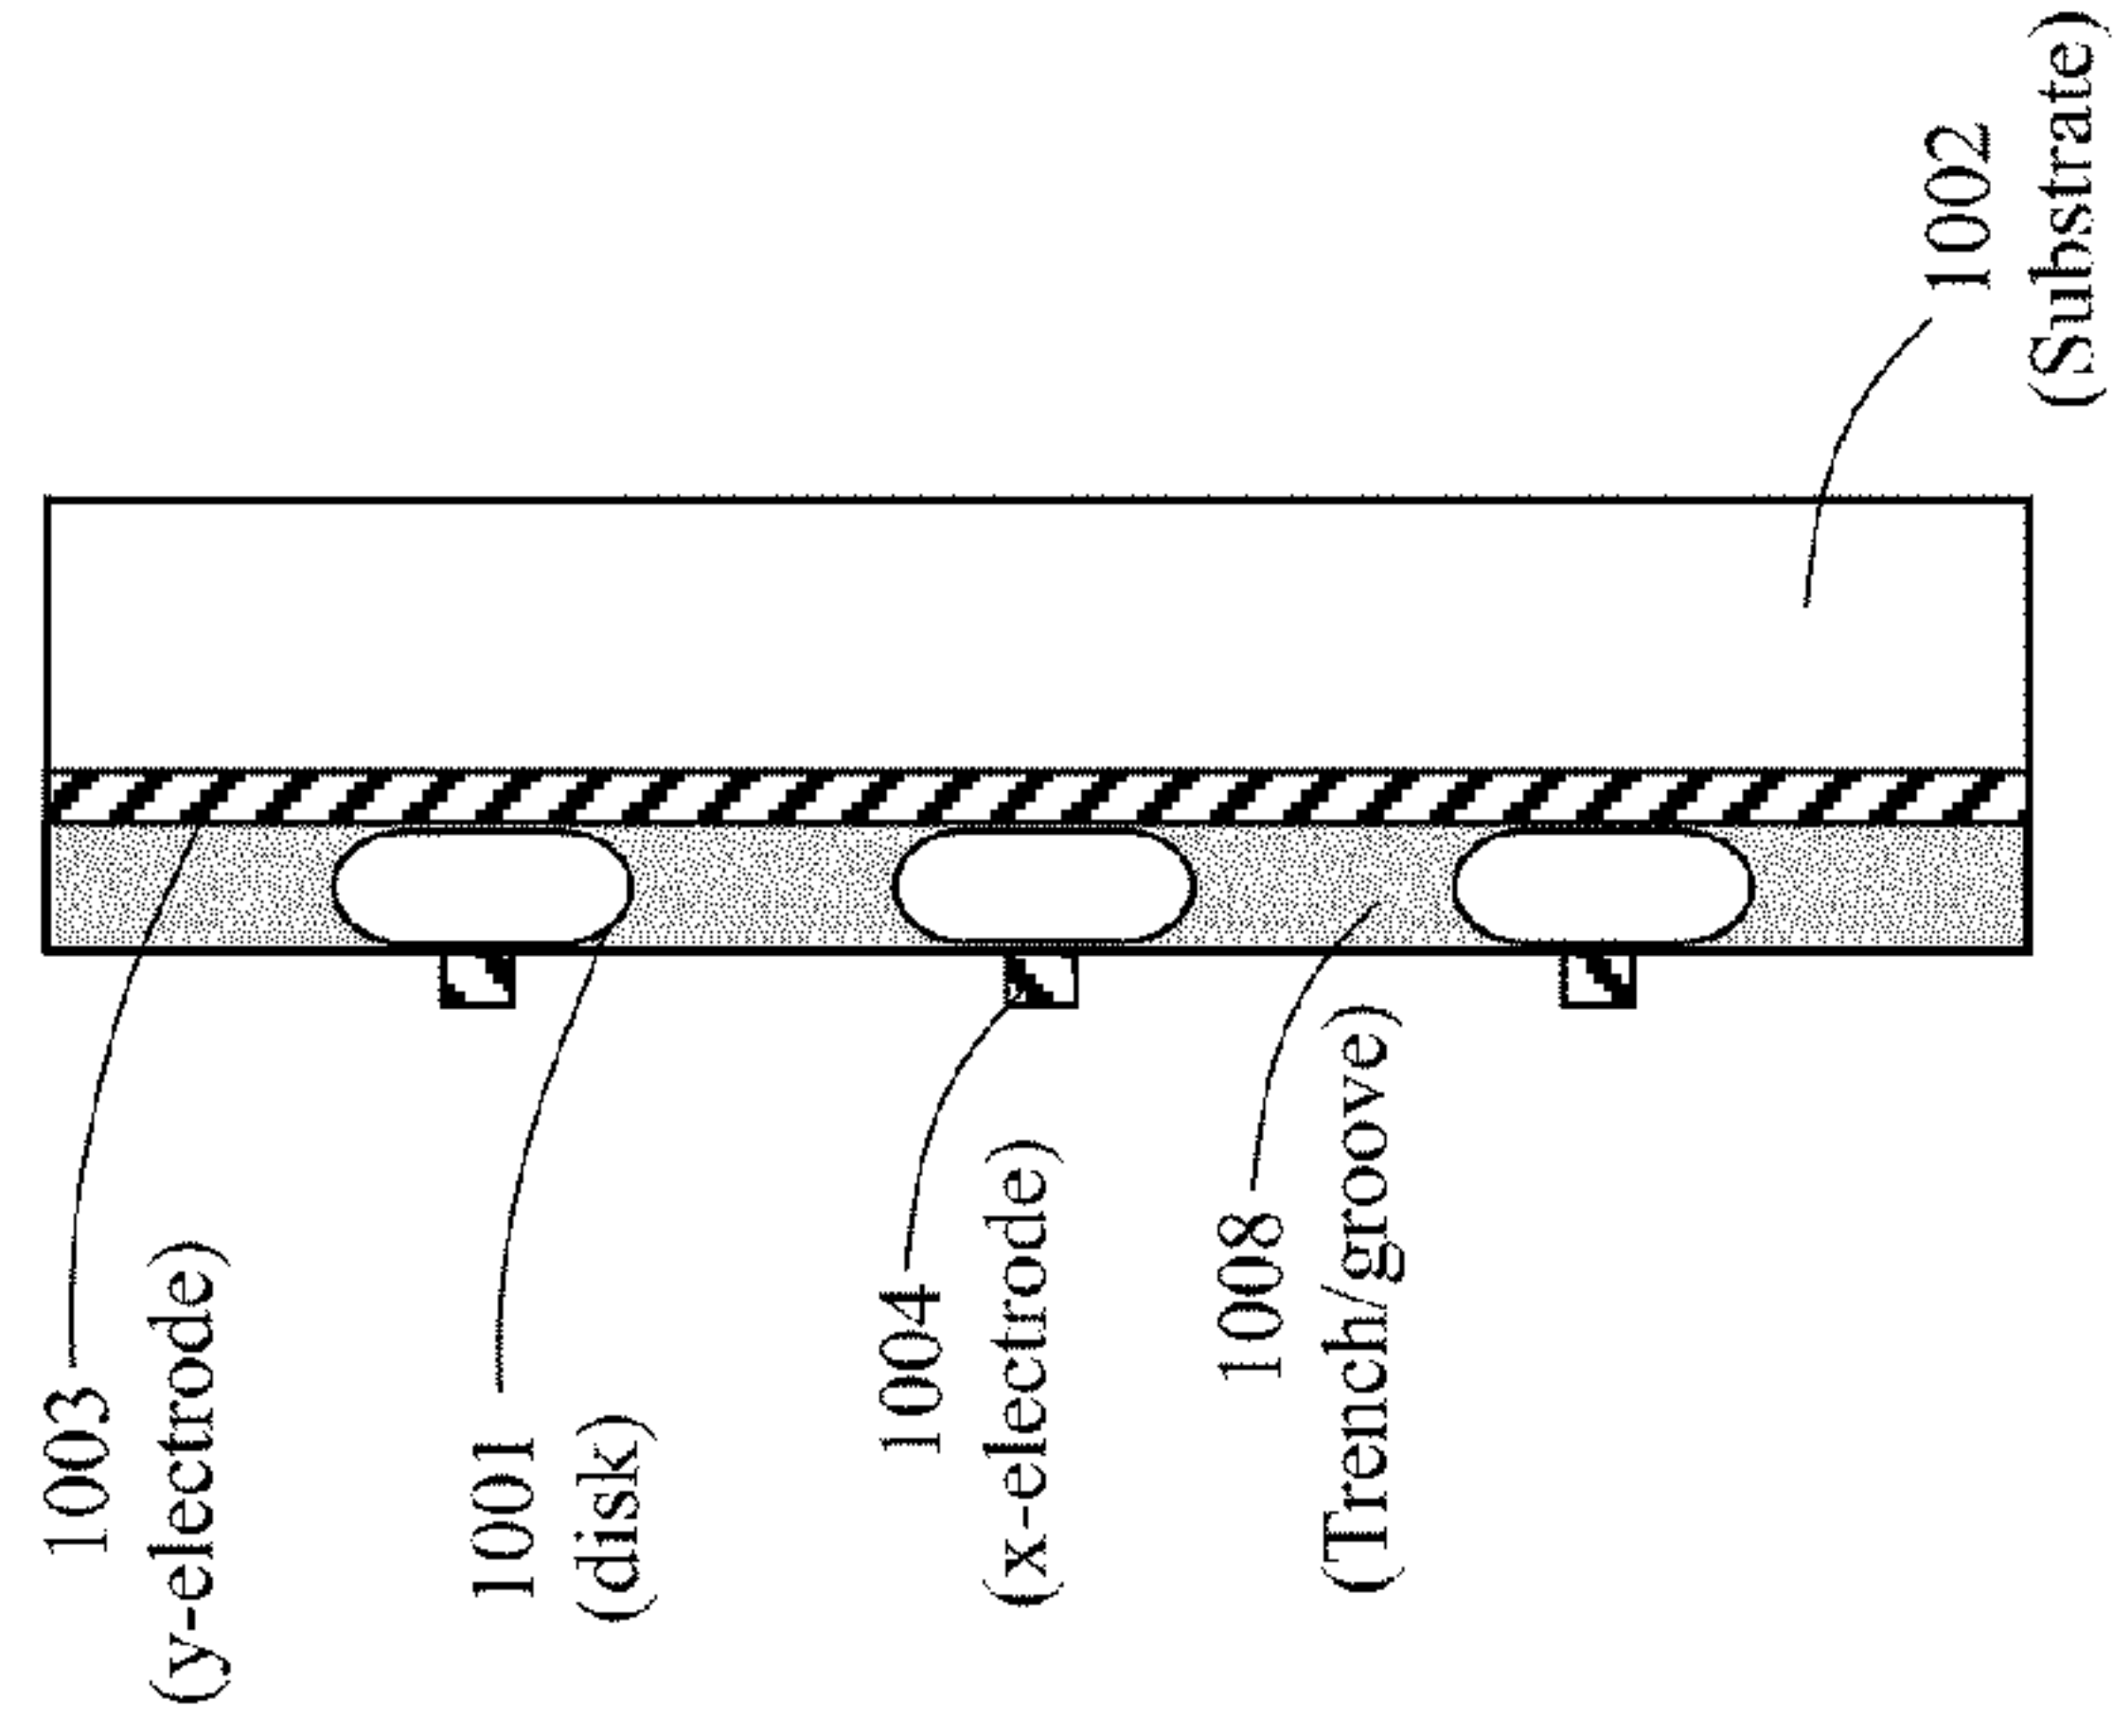 1003
(y-electrode)
1001
(disk)
1004
(x-electrode)
1008
(Trench/groove)
1002
(Substrate)